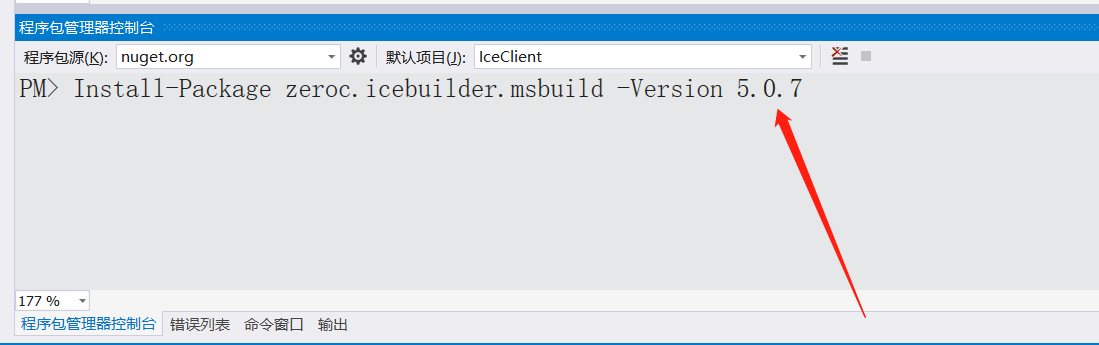 程序包管理器控制台
程序包源(K): nuget.org 默认项目(J): IceClient
PM> Install-Package zeroc.icebuilder.msbuild -Version 5.0.7
177 %
程序包管理器控制台 错误列表 命令窗口 输出